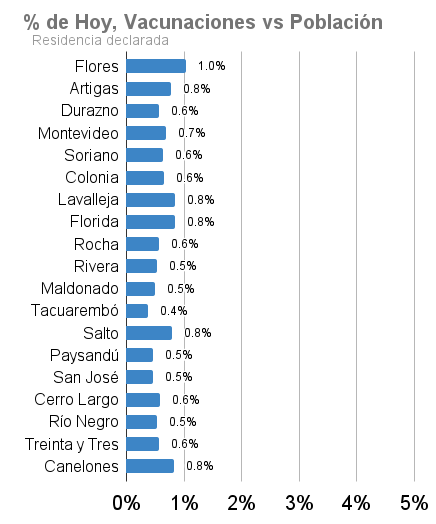 % de Hoy, Vacunaciones vs Población
Residencia declarada
Flores 1.0%
Artigas 0.8%
Durazno 0.6%
Montevideo 0.7%
Soriano 0.6%
Colonia 0.6%
Lavalleja 0.8%
Florida 0.8%
Rocha 0.6%
Rivera 0.5%
Maldonado 0.5%
Tacuarembó 0.4%
Salto 0.8%
Paysandú 0.5%
San José 0.5%
Cerro Largo 0.6%
Río Negro 0.5%
Treinta y Tres 0.6%
Canelones 0.8%
0% 1% 2% 3% 4% 5%